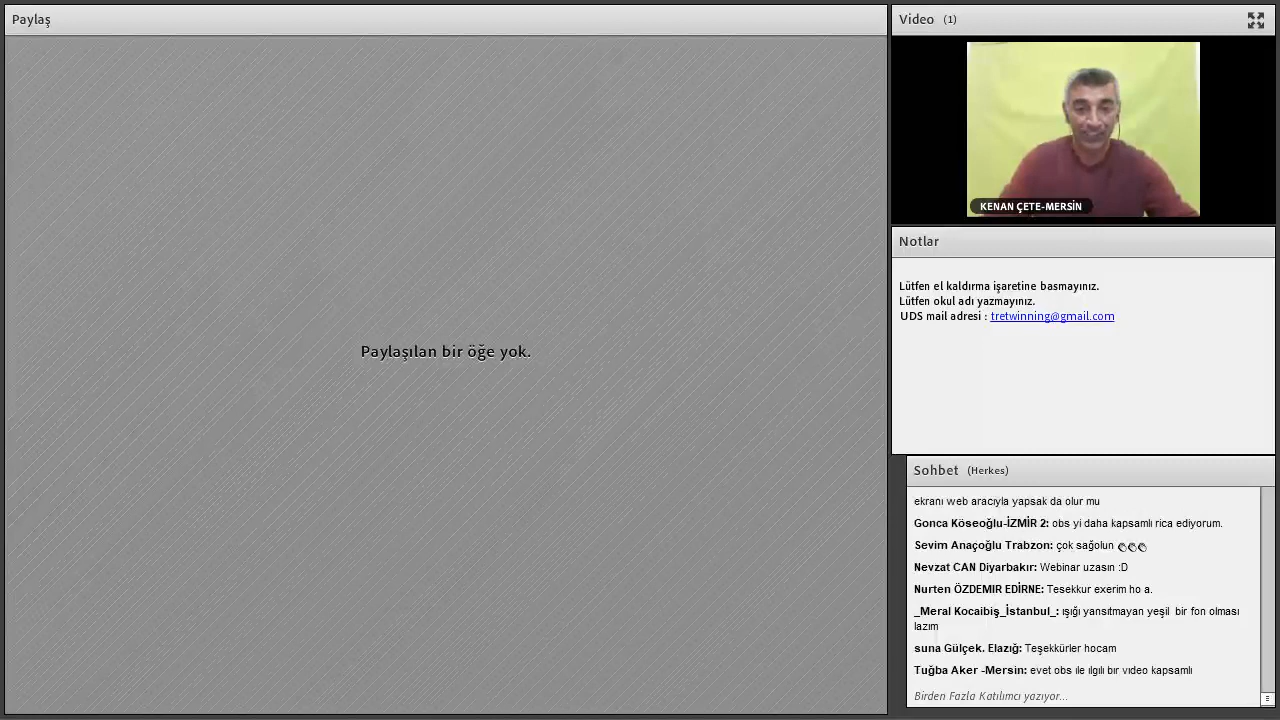 Paylaş
Paylaşılan bir öğe yok.
Video (1)
KENAN ÇETE-MERSİN
Notlar
Lütfen el kaldırma işaretine basmayınız.
Lütfen okul adı yazmayınız.
UDS mail adresi : tretwinning@gmail.com
Sohbet (Herkes)
ekranı web aracıyla yapsak da olur mu
Gonca Köseoğlu-İZMİR 2: obs yi daha kapsamlı rica ediyorum.
Sevim Anaçoğlu Trabzon: çok sağolun
Nevzat CAN Diyarbakır: Webinar uzasın :D
Nurten ÖZDEMIR EDİRNE: Tesekkur exerim ho a.
_Meral Kocaibiş_İstanbul_: ışığı yansıtmayan yeşil bir fon olması
lazım
suna Gülçek. Elazığ: Teşekkürler hocam
Tuğba Aker -Mersin: evet obs ıle ılgılı bır vıdeo kapsamlı
Birden Fazla Katılımcı yazıyor...